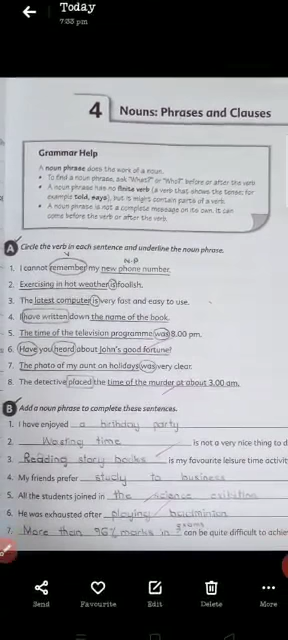 Today
7:33 pm
4 Nouns: Phrases and Clauses
Grammar Help
A noun phrase does the work of a noun.
• To find a noun phrase, ask "What?" or "Who?" before or after the verb
• A noun phrase has no finite verb (a verb that shows the tense; for
example told, says), but it might contain parts of a verb.
• A noun phrase is not a complete message on its own. It can
come before the verb or after the verb.
A Circle the verb in each sentence and underline the noun phrase.
V N-P
1. I cannot remember my new phone number.
2. Exercising in hot weather is foolish.
3. The latest computer is very fast and easy to use.
4. I have written down the name of the book.
5. The time of the television programme was 8.00 pm.
6. Have you heard about John's good fortune?
7. The photo of my aunt on holidays was very clear.
8. The detective placed the time of the murder at about 3.00 am.
B Add a noun phrase to complete these sentences.
1. I have enjoyed a birthday party
2. Wasting time is not a very nice thing to d
3. Reading story books is my favourite leisure time activit
4. My friends prefer study to business
5. All the students joined in the science exibition
6. He was exhausted after playing badminton
7. More than 95% marks in exams can be quite difficult to achie
Send Favourite Edit Delete More